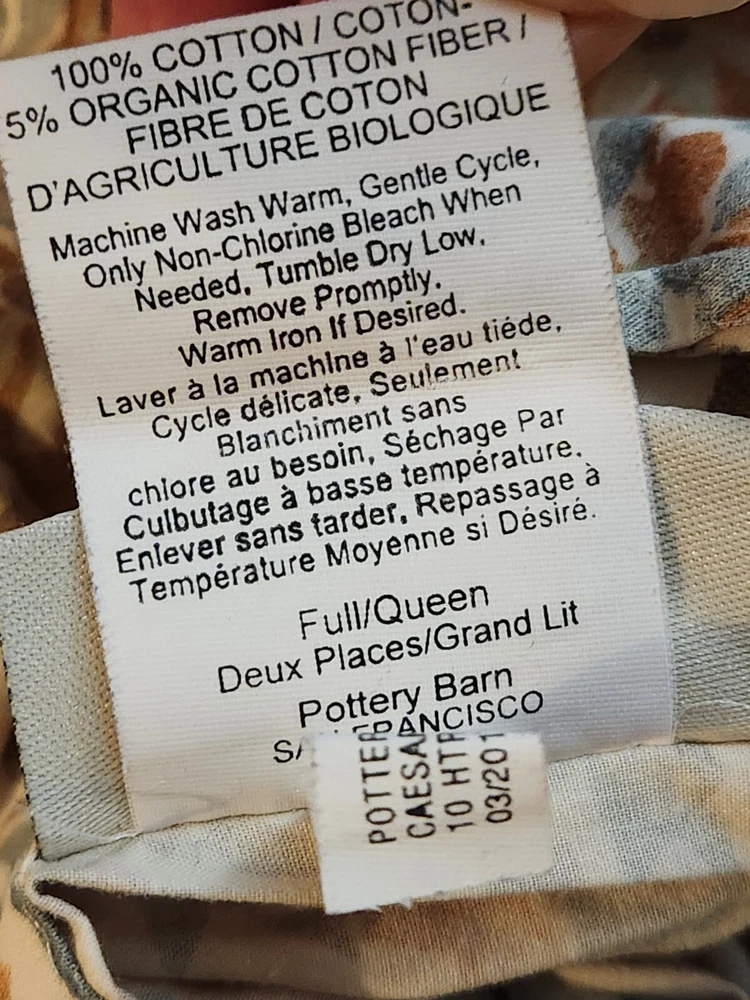 100% COTTON / COTON-
5% ORGANIC COTTON FIBER /
FIBRE DE COTON
D'AGRICULTURE BIOLOGIQUE
Machine Wash Warm, Gentle Cycle,
Only Non-Chlorine Bleach When
Needed, Tumble Dry Low,
Remove Promptly.
Warm Iron If Desired.
Laver à la machine à l'eau tiéde,
Cycle délicate, Seulement
Blanchiment sans
chlore au besoin, Séchage Par
Culbutage à basse température.
Enlever sans tarder, Repassage à
Température Moyenne si Désiré.
Full/Queen
Deux Places/Grand Lit
Pottery Barn
FRANCISCO
POTTER
CAESA
10 HTP
03/201